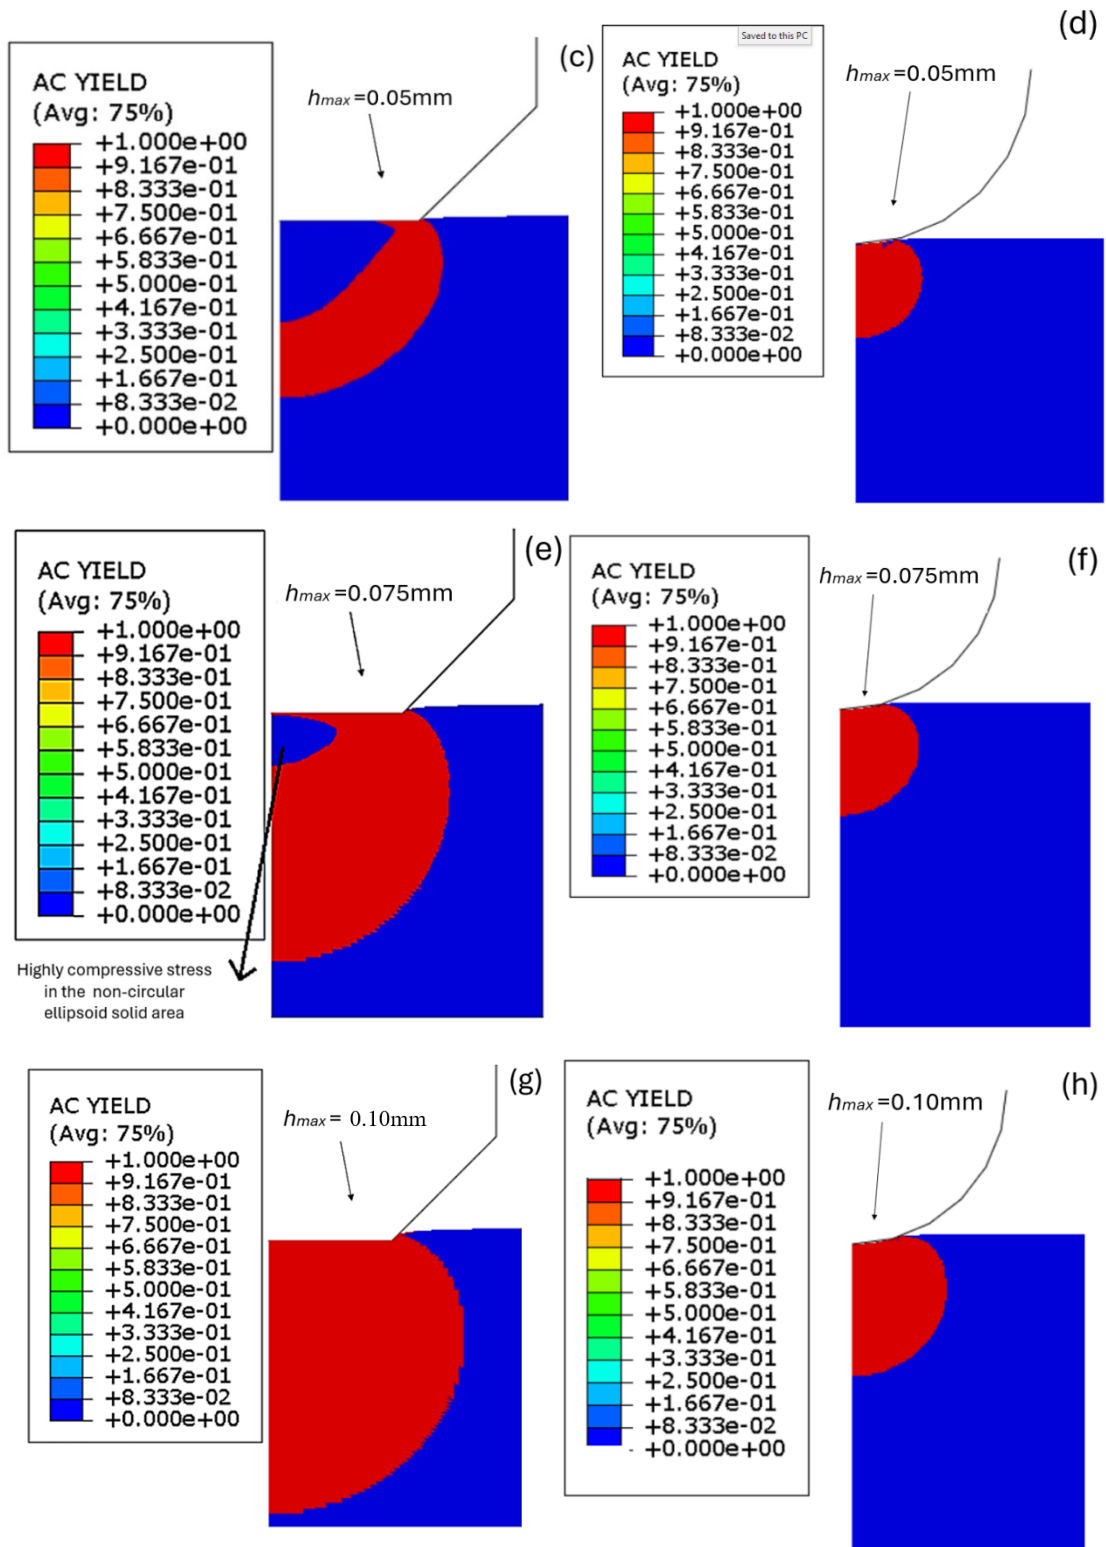 (c)
AC YIELD
(Avg: 75%)
+1.000e+00
+9.167e-01
+8.333e-01
+7.500e-01
+6.667e-01
+5.833e-01
+5.000e-01
+4.167e-01
+3.333e-01
+2.500e-01
+1.667e-01
+8.333e-02
+0.000e+00
hmax=0.05mm
(d)
Saved to this PC
AC YIELD
(Avg: 75%)
+1.000e+00
+9.167e-01
+8.333e-01
+7.500e-01
+6.667e-01
+5.833e-01
+5.000e-01
+4.167e-01
+3.333e-01
+2.500e-01
+1.667e-01
+8.333e-02
+0.000e+00
hmax=0.05mm
(e)
AC YIELD
(Avg: 75%)
+1.000e+00
+9.167e-01
+8.333e-01
+7.500e-01
+6.667e-01
+5.833e-01
+5.000e-01
+4.167e-01
+3.333e-01
+2.500e-01
+1.667e-01
+8.333e-02
+0.000e+00
hmax=0.075mm
Highly compressive stress
in the non-circular
ellipsoid solid area
(f)
AC YIELD
(Avg: 75%)
+1.000e+00
+9.167e-01
+8.333e-01
+7.500e-01
+6.667e-01
+5.833e-01
+5.000e-01
+4.167e-01
+3.333e-01
+2.500e-01
+1.667e-01
+8.333e-02
+0.000e+00
hmax=0.075mm
(g)
AC YIELD
(Avg: 75%)
+1.000e+00
+9.167e-01
+8.333e-01
+7.500e-01
+6.667e-01
+5.833e-01
+5.000e-01
+4.167e-01
+3.333e-01
+2.500e-01
+1.667e-01
+8.333e-02
+0.000e+00
hmax= 0.10mm
(h)
AC YIELD
(Avg: 75%)
+1.000e+00
+9.167e-01
+8.333e-01
+7.500e-01
+6.667e-01
+5.833e-01
+5.000e-01
+4.167e-01
+3.333e-01
+2.500e-01
+1.667e-01
+8.333e-02
+0.000e+00
hmax=0.10mm